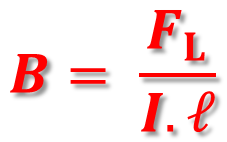 B = F_L / I. ℓ